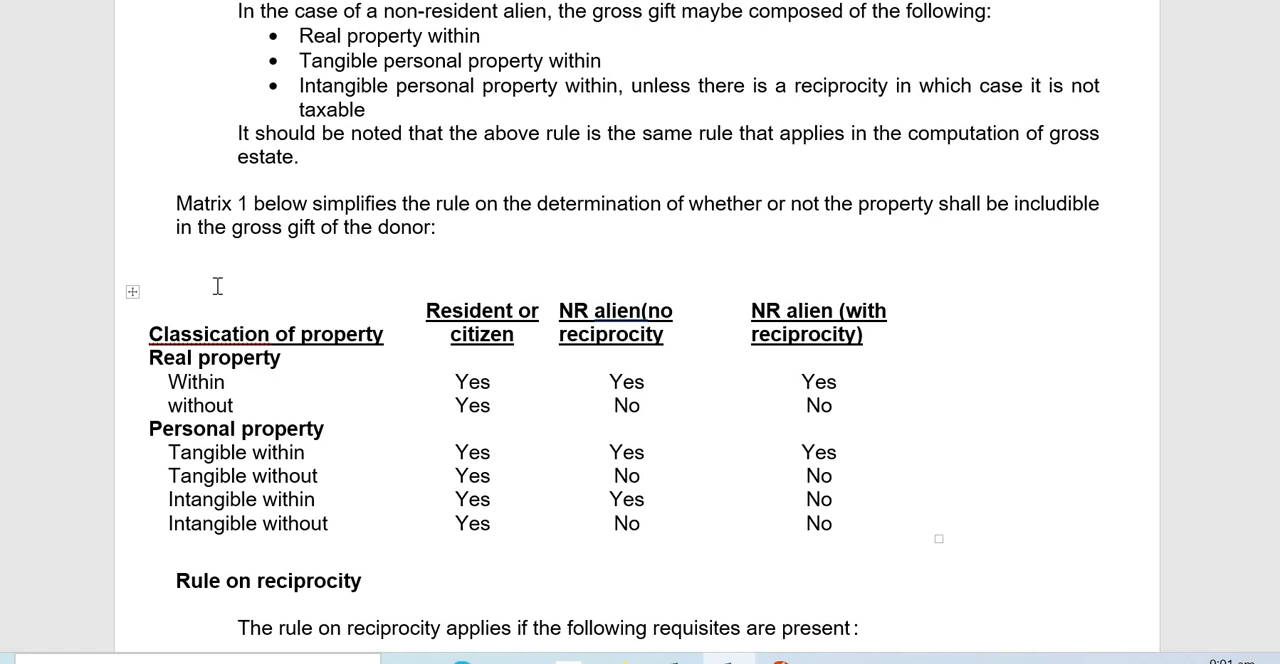 In the case of a non-resident alien, the gross gift maybe composed of the following:
• Real property within
• Tangible personal property within
• Intangible personal property within, unless there is a reciprocity in which case it is not
taxable
It should be noted that the above rule is the same rule that applies in the computation of gross
estate.
Matrix 1 below simplifies the rule on the determination of whether or not the property shall be includible
in the gross gift of the donor:
Resident or NR alien(no NR alien (with
Classication of property citizen reciprocity reciprocity)
Real property
Within Yes Yes Yes
without Yes No No
Personal property
Tangible within Yes Yes Yes
Tangible without Yes No No
Intangible within Yes Yes No
Intangible without Yes No No
Rule on reciprocity
The rule on reciprocity applies if the following requisites are present: